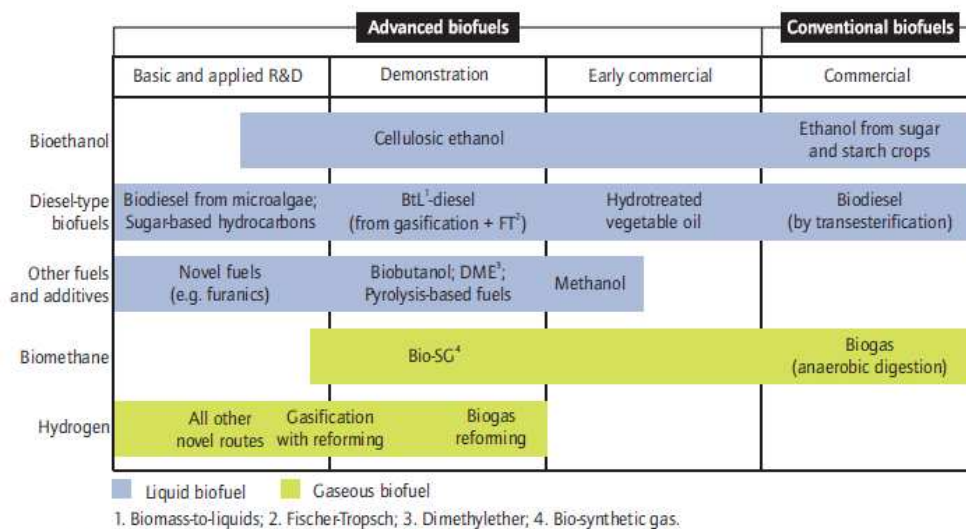 Advanced biofuels Conventional biofuels
Basic and applied R&D Demonstration Early commercial Commercial
Bioethanol Cellulosic ethanol Ethanol from sugar
and starch crops
Diesel-type
biofuels
Biodiesel from microalgae;
Sugar-based hydrocarbons
BtL¹-diesel
(from gasification + FT²)
Hydrotreated
vegetable oil
Biodiesel
(by transesterification)
Other fuels
and additives
Novel fuels
(e.g. furanics)
Biobutanol; DME³;
Pyrolysis-based fuels
Methanol
Biomethane
Bio-SG⁴
Biogas
(anaerobic digestion)
Hydrogen
All other
novel routes
Gasification
with reforming
Biogas
reforming
Liquid biofuel Gaseous biofuel
1. Biomass-to-liquids; 2. Fischer-Tropsch; 3. Dimethylether; 4. Bio-synthetic gas.